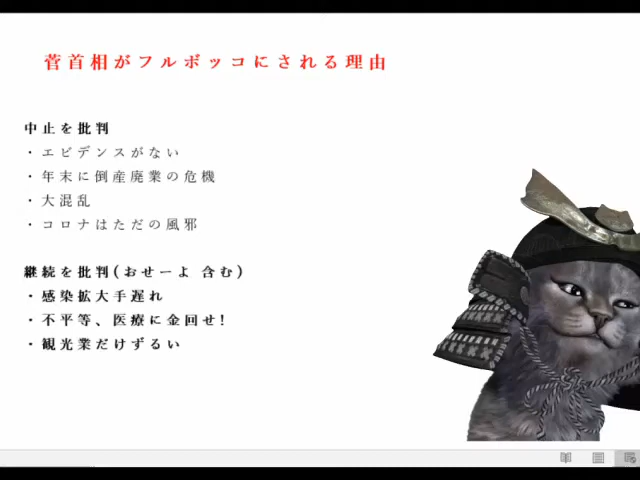 菅首相がフルボッコにされる理由
中止を批判
・エビデンスがない
・年末に倒産廃業の危機
・大混乱
・コロナはただの風邪
継続を批判(おせーよ 含む)
・感染拡大手遅れ
・不平等、医療に金回せ!
・観光業だけずるい